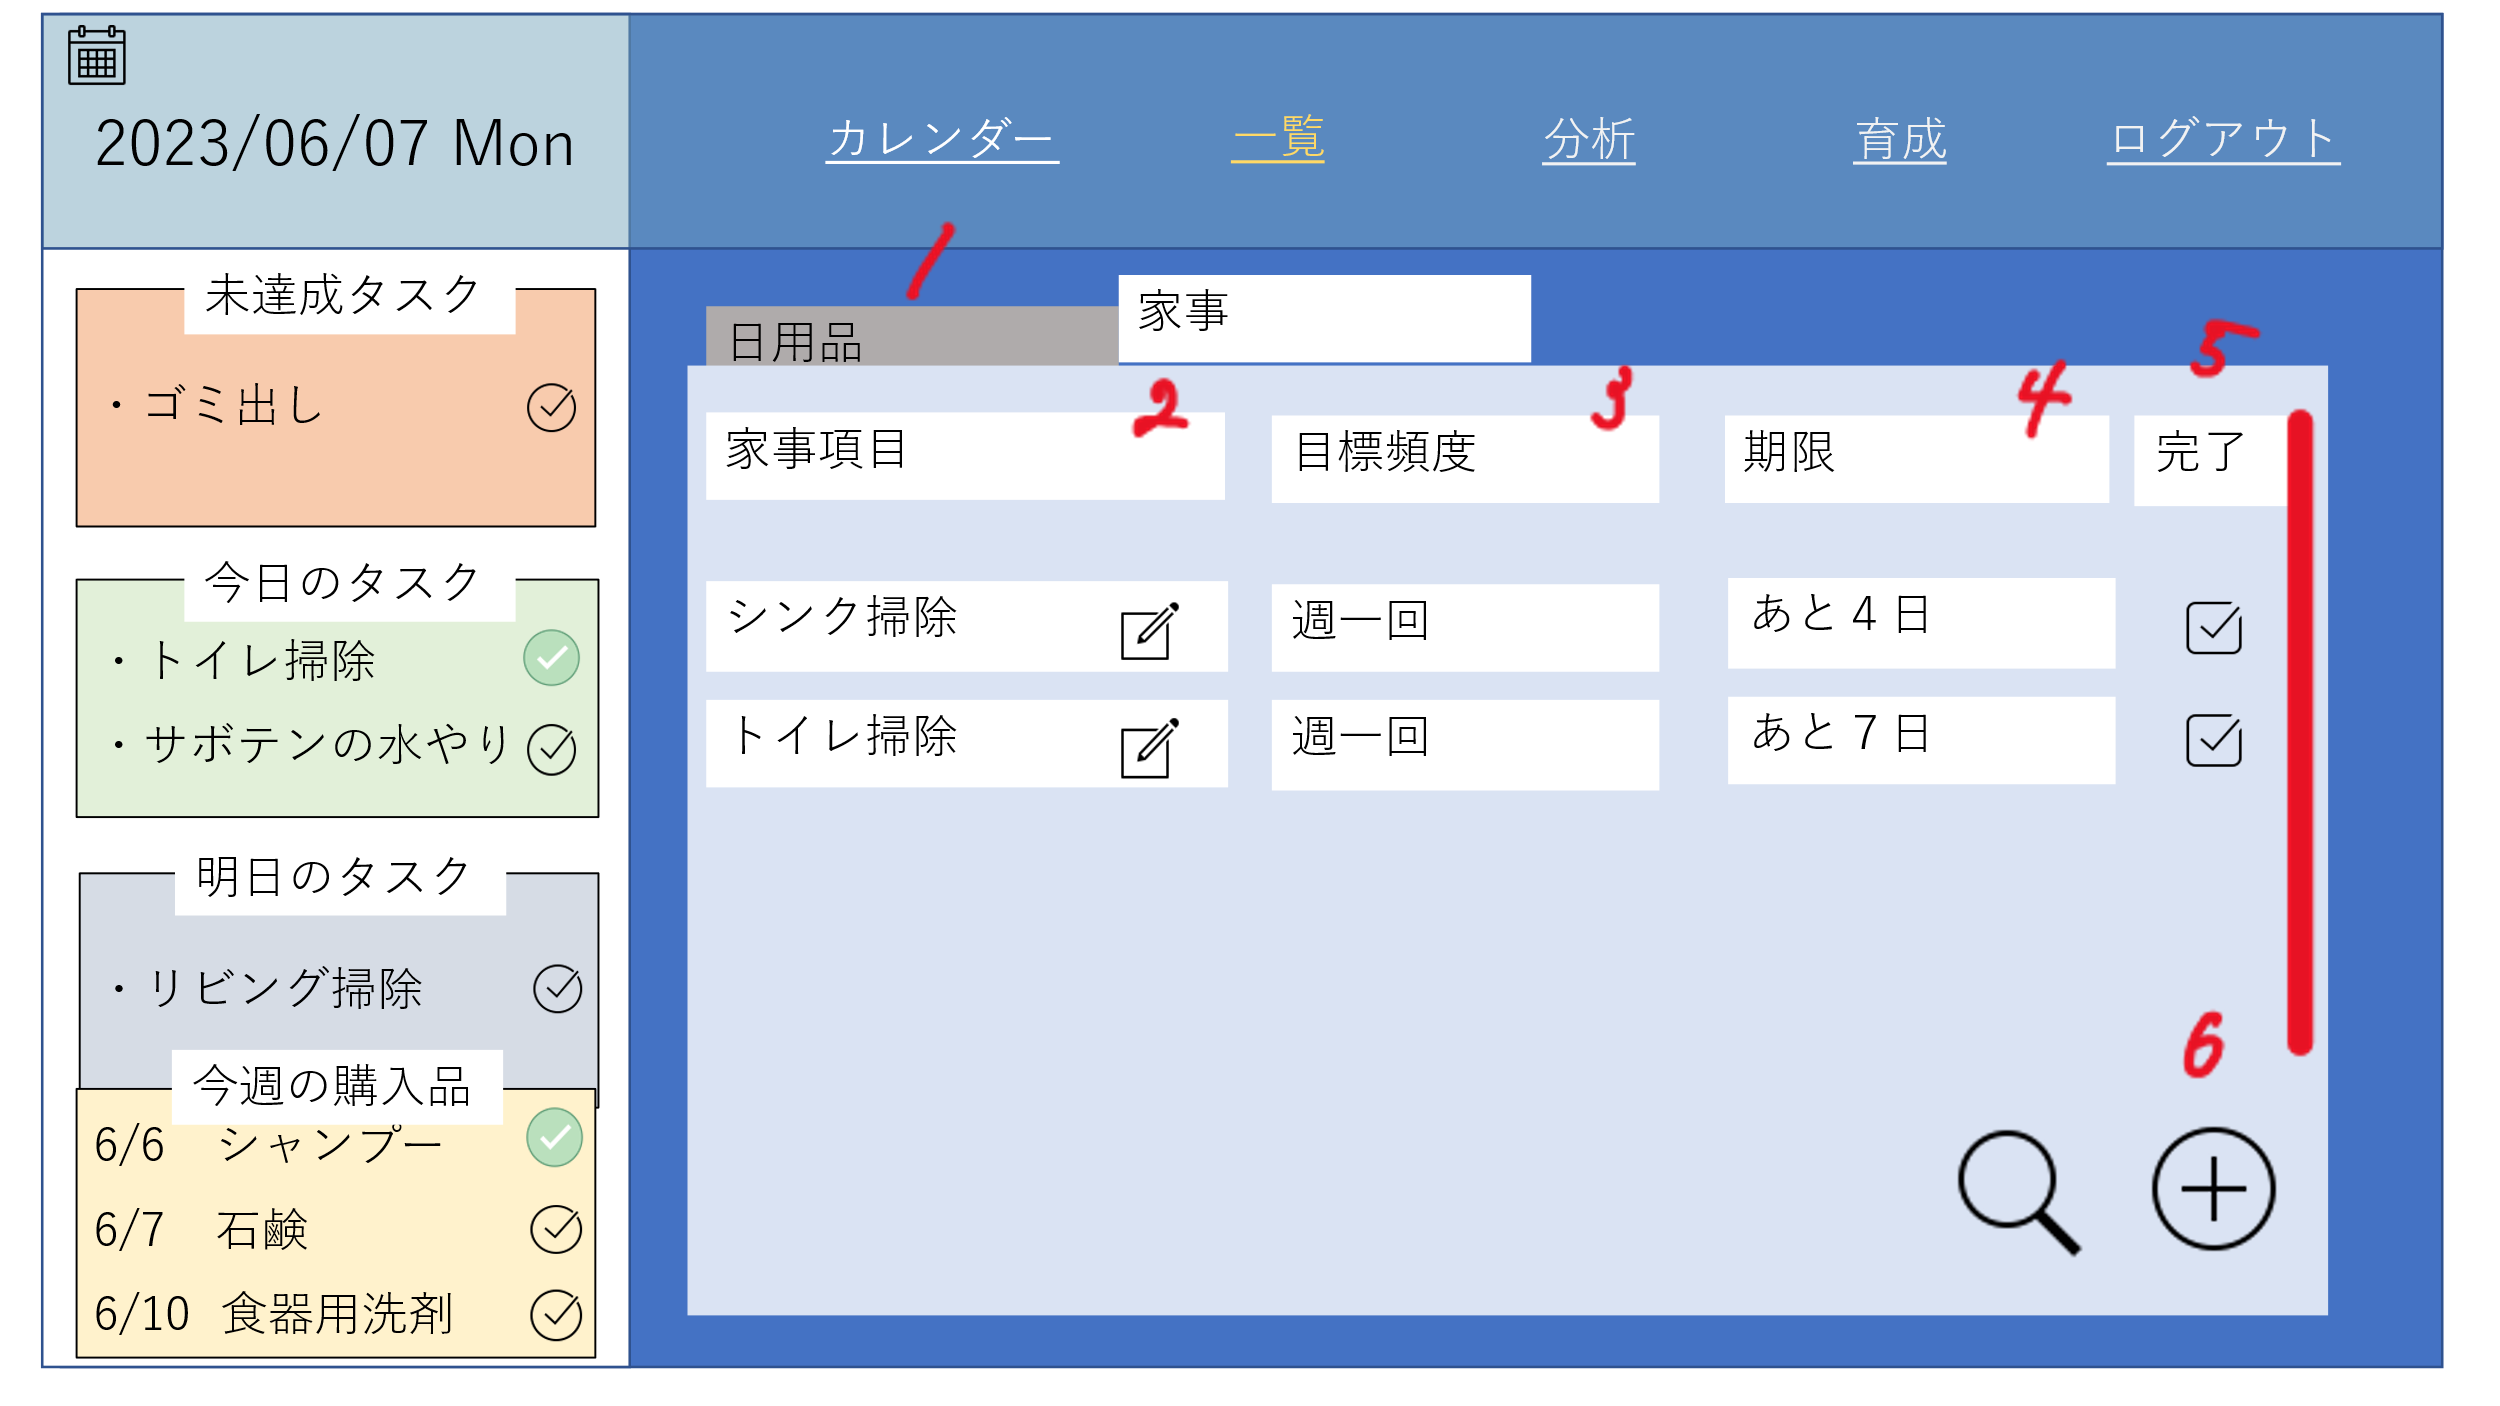 2023/06/07 Mon
カレンダー
一覧
分析
育成
ログアウト
未達成タスク
・ゴミ出し
今日のタスク
・トイレ掃除
・サボテンの水やり
明日のタスク
・リビング掃除
今週の購入品
6/6 シャンプー
6/7 石鹸
6/10 食器用洗剤
1
日用品
家事
2
3
4
5
家事項目
目標頻度
期限
完了
シンク掃除
週一回
あと4日
トイレ掃除
週一回
あと7日
6